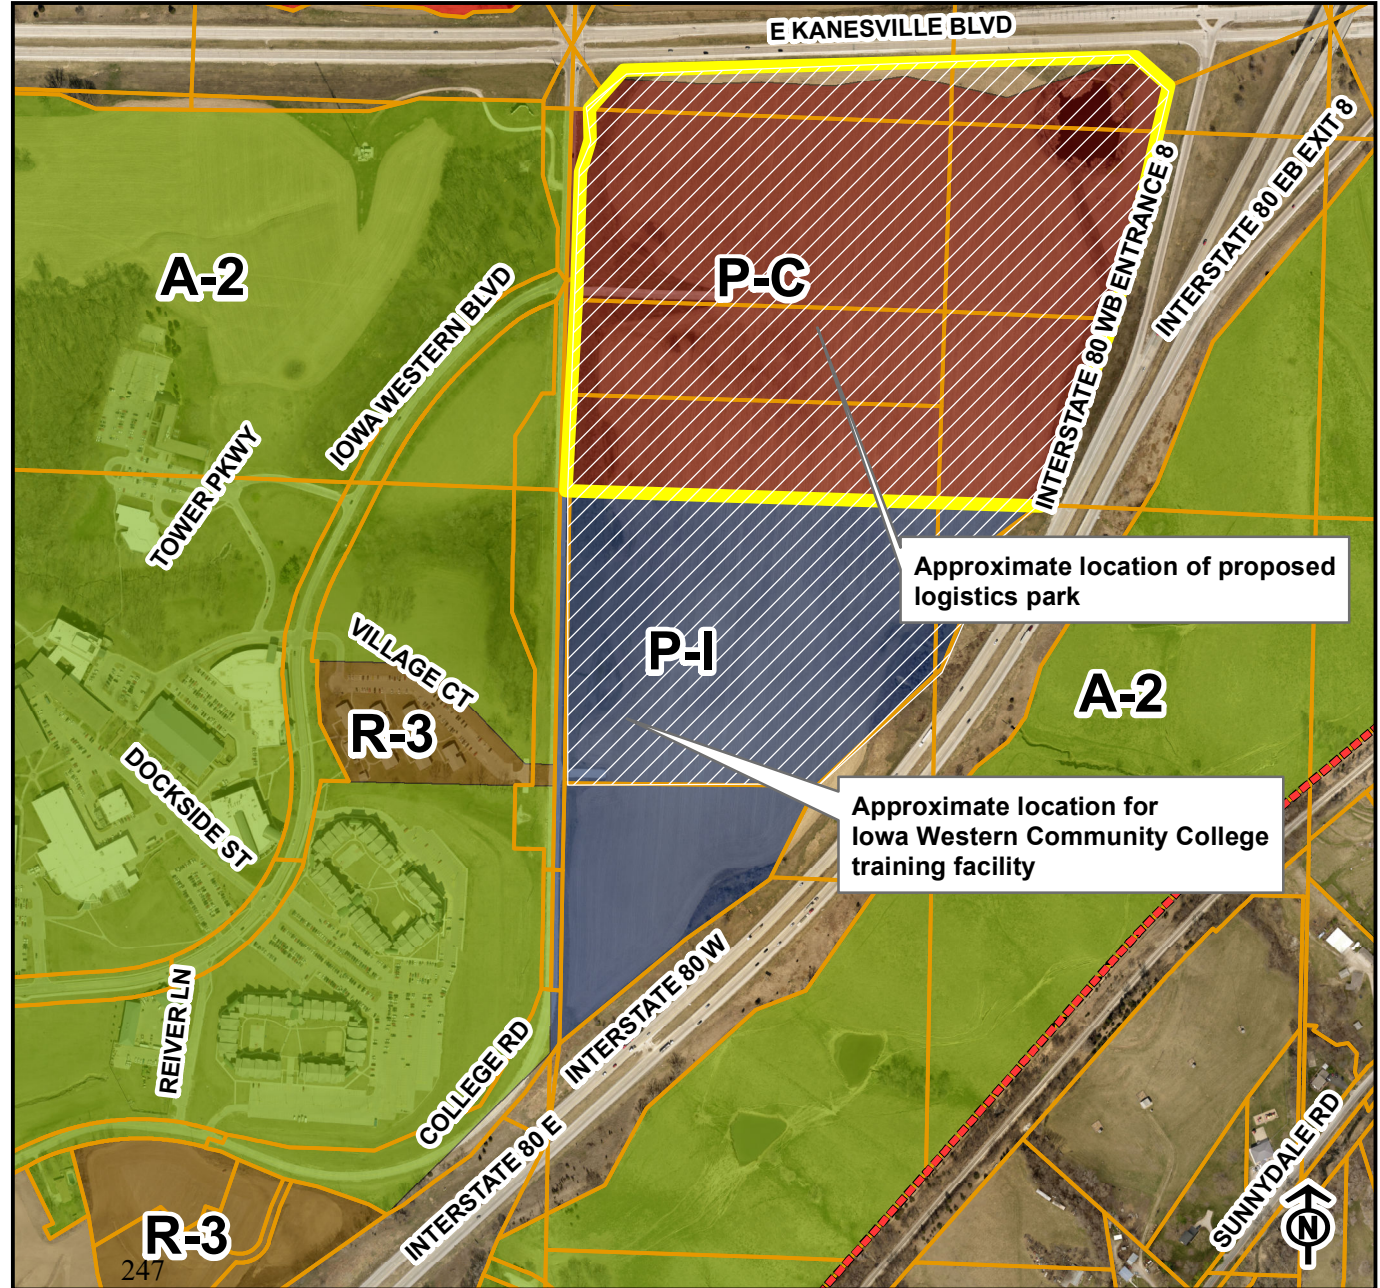 E KANESVILLE BLVD
INTERSTATE 80 EB EXIT 8
INTERSTATE 80 WB ENTRANCE 8
A-2
P-C
IOWA WESTERN BLVD
TOWER PKWY
Approximate location of proposed
logistics park
VILLAGE CT
P-I
A-2
R-3
DOCKSIDE ST
Approximate location for
Iowa Western Community College
training facility
INTERSTATE 80 W
REIVER LN
COLLEGE RD
INTERSTATE 80 E
SUNNYDALE RD
R-3
N
247